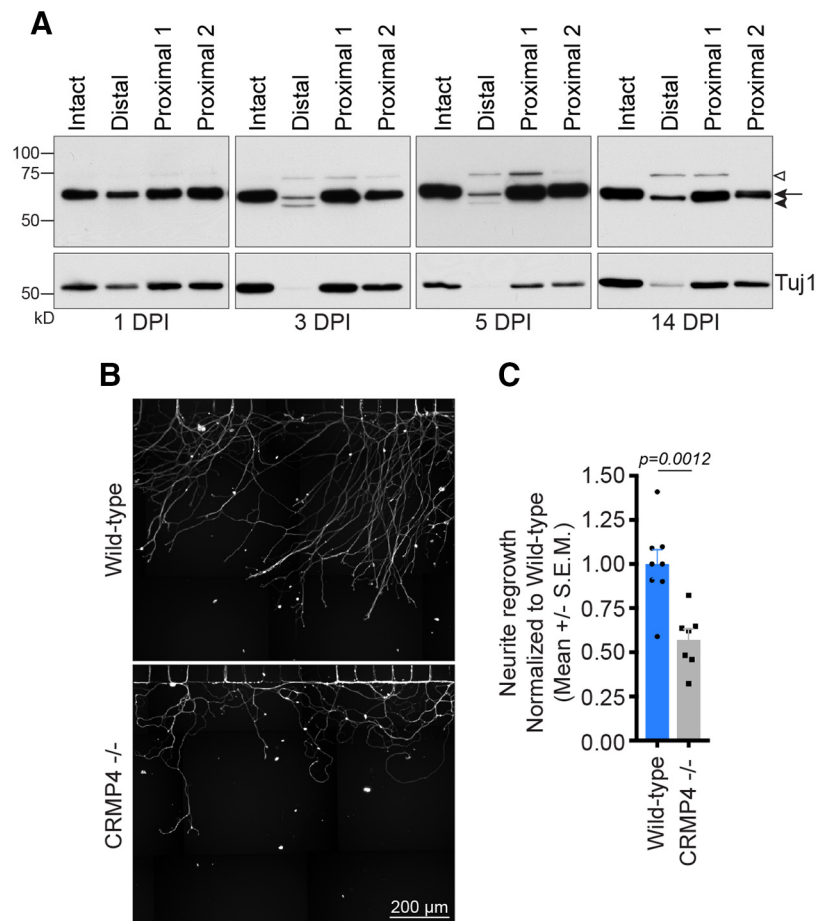 A
Intact
Distal
Proximal 1
Proximal 2
Intact
Distal
Proximal 1
Proximal 2
Intact
Distal
Proximal 1
Proximal 2
Intact
Distal
Proximal 1
Proximal 2
100
75
50
50
kD
Tuj1
1 DPI
3 DPI
5 DPI
14 DPI
B
Wild-type
CRMP4 -/-
200 µm
C
p=0.0012
Neurite regrowth
Normalized to Wild-type
(Mean +/- S.E.M.)
1.50
1.25
1.00
0.75
0.50
0.25
0.00
Wild-type
CRMP4 -/-